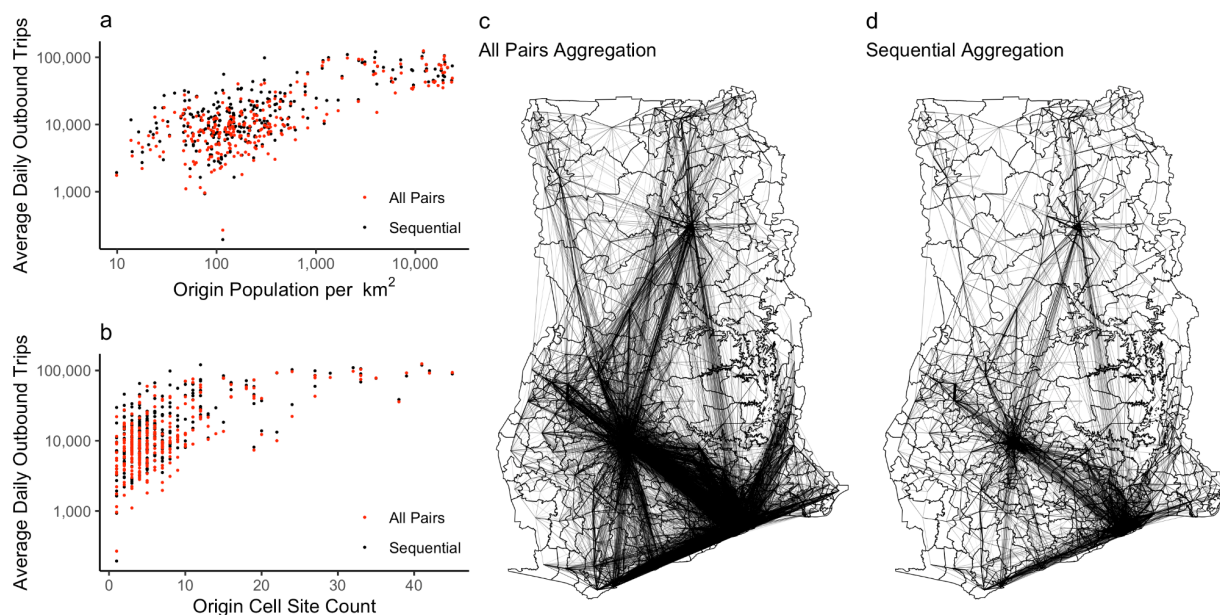 a
Average Daily Outbound Trips
100,000
10,000
1,000
All Pairs
Sequential
10
100
1,000
10,000
Origin Population per km²
b
Average Daily Outbound Trips
100,000
10,000
1,000
All Pairs
Sequential
0
10
20
30
40
Origin Cell Site Count
c
All Pairs Aggregation
d
Sequential Aggregation